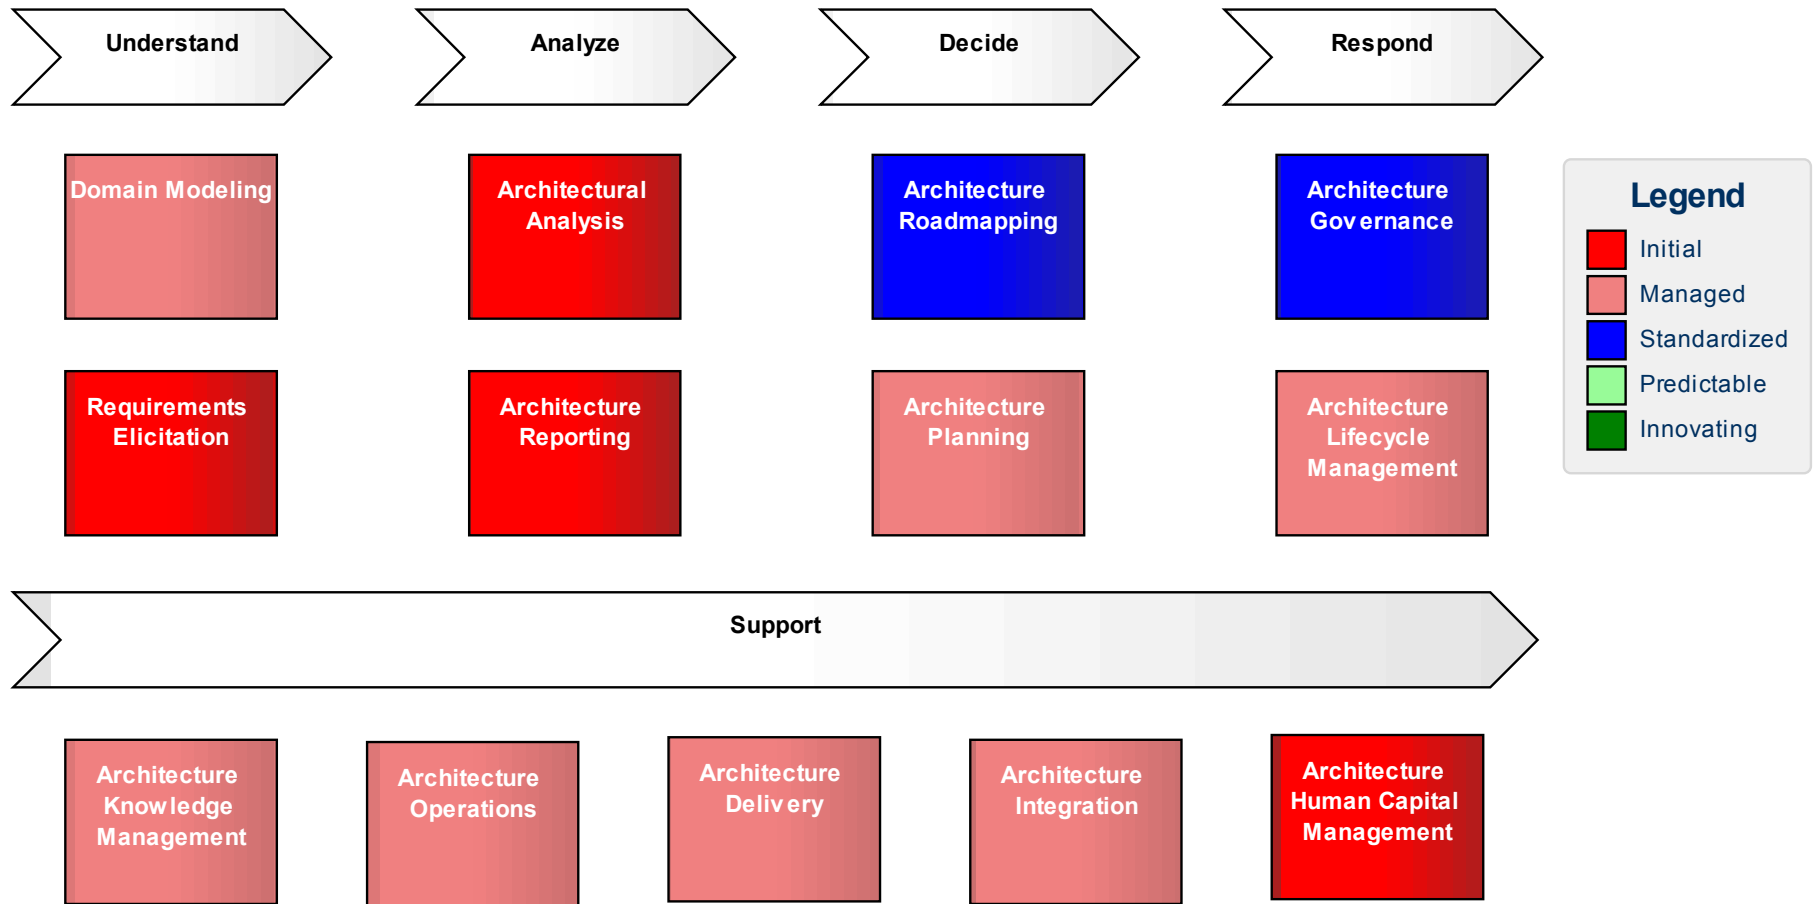 Understand
Analyze
Decide
Respond
Domain Modeling
Architectural
Analysis
Architecture
Roadmapping
Architecture
Governance
Requirements
Elicitation
Architecture
Reporting
Architecture
Planning
Architecture
Lifecycle
Management
Legend
Initial
Managed
Standardized
Predictable
Innovating
Support
Architecture
Knowledge
Management
Architecture
Operations
Architecture
Delivery
Architecture
Integration
Architecture
Human Capital
Management